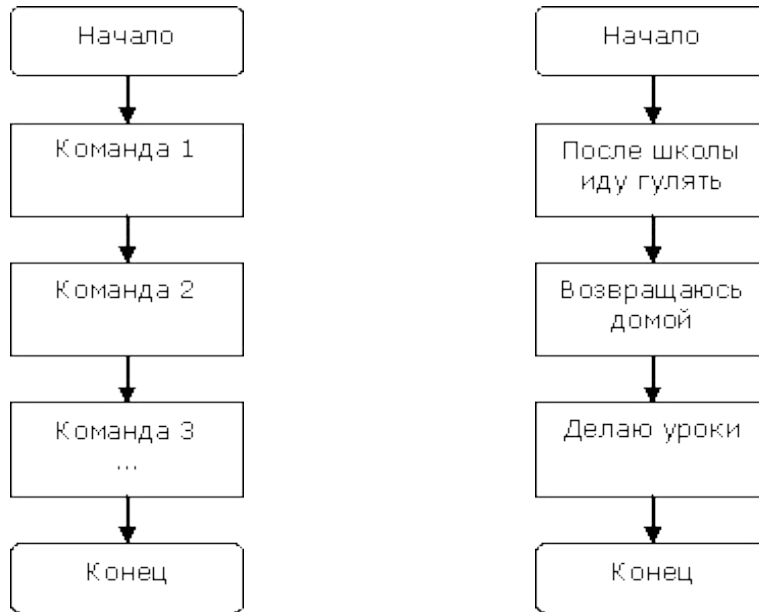 Начало
Команда 1
Команда 2
Команда 3
...
Конец
Начало
После школы
иду гулять
Возвращаюсь
домой
Делаю уроки
Конец